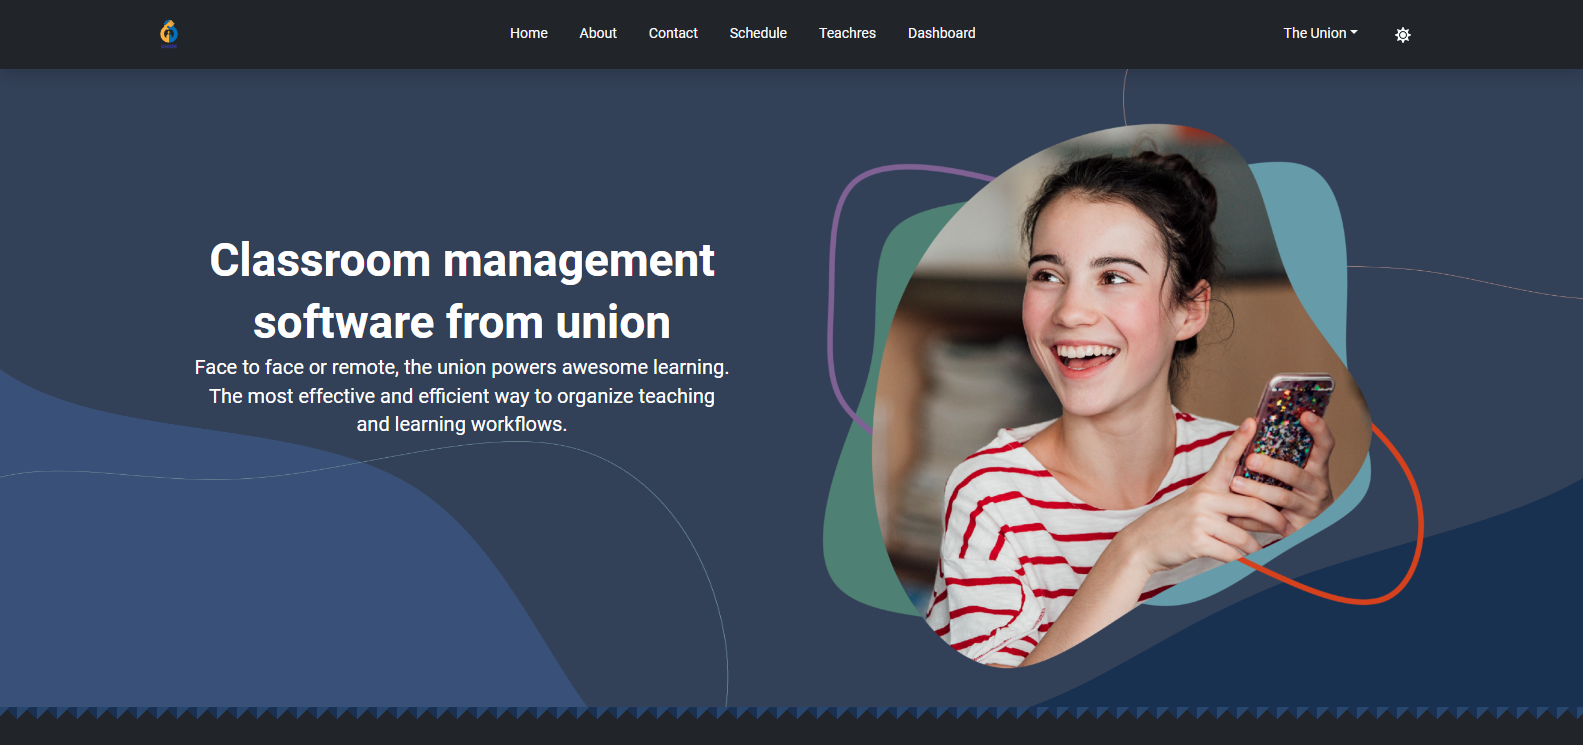 Home About Contact Schedule Teachres Dashboard The Union
Classroom management
software from union
Face to face or remote, the union powers awesome learning.
The most effective and efficient way to organize teaching
and learning workflows.